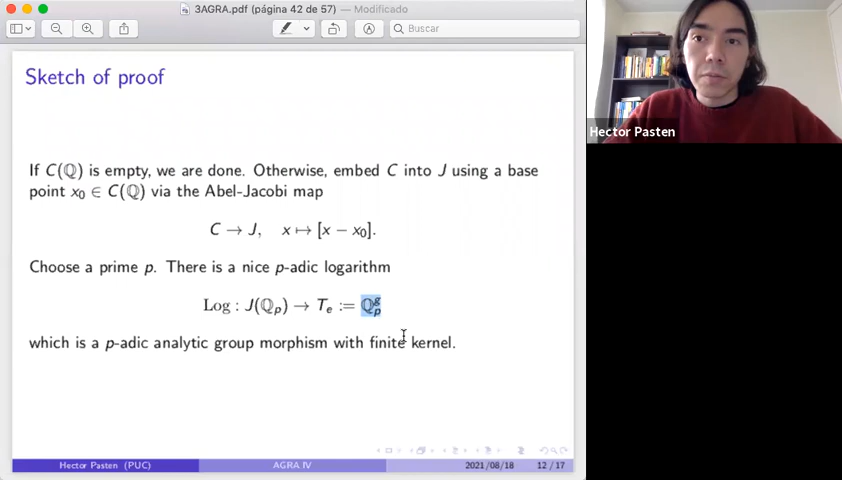 3AGRA.pdf (página 42 de 57) — Modificado
Buscar
Sketch of proof
If C(ℚ) is empty, we are done. Otherwise, embed C into J using a base
point x₀ ∈ C(ℚ) via the Abel-Jacobi map
C → J, x ↦ [x − x₀].
Choose a prime p. There is a nice p-adic logarithm
Log : J(ℚₚ) → Tₑ := ℚₚᵍ
which is a p-adic analytic group morphism with finite kernel.
Hector Pasten (PUC) AGRA IV 2021/08/18 12 / 17
Hector Pasten